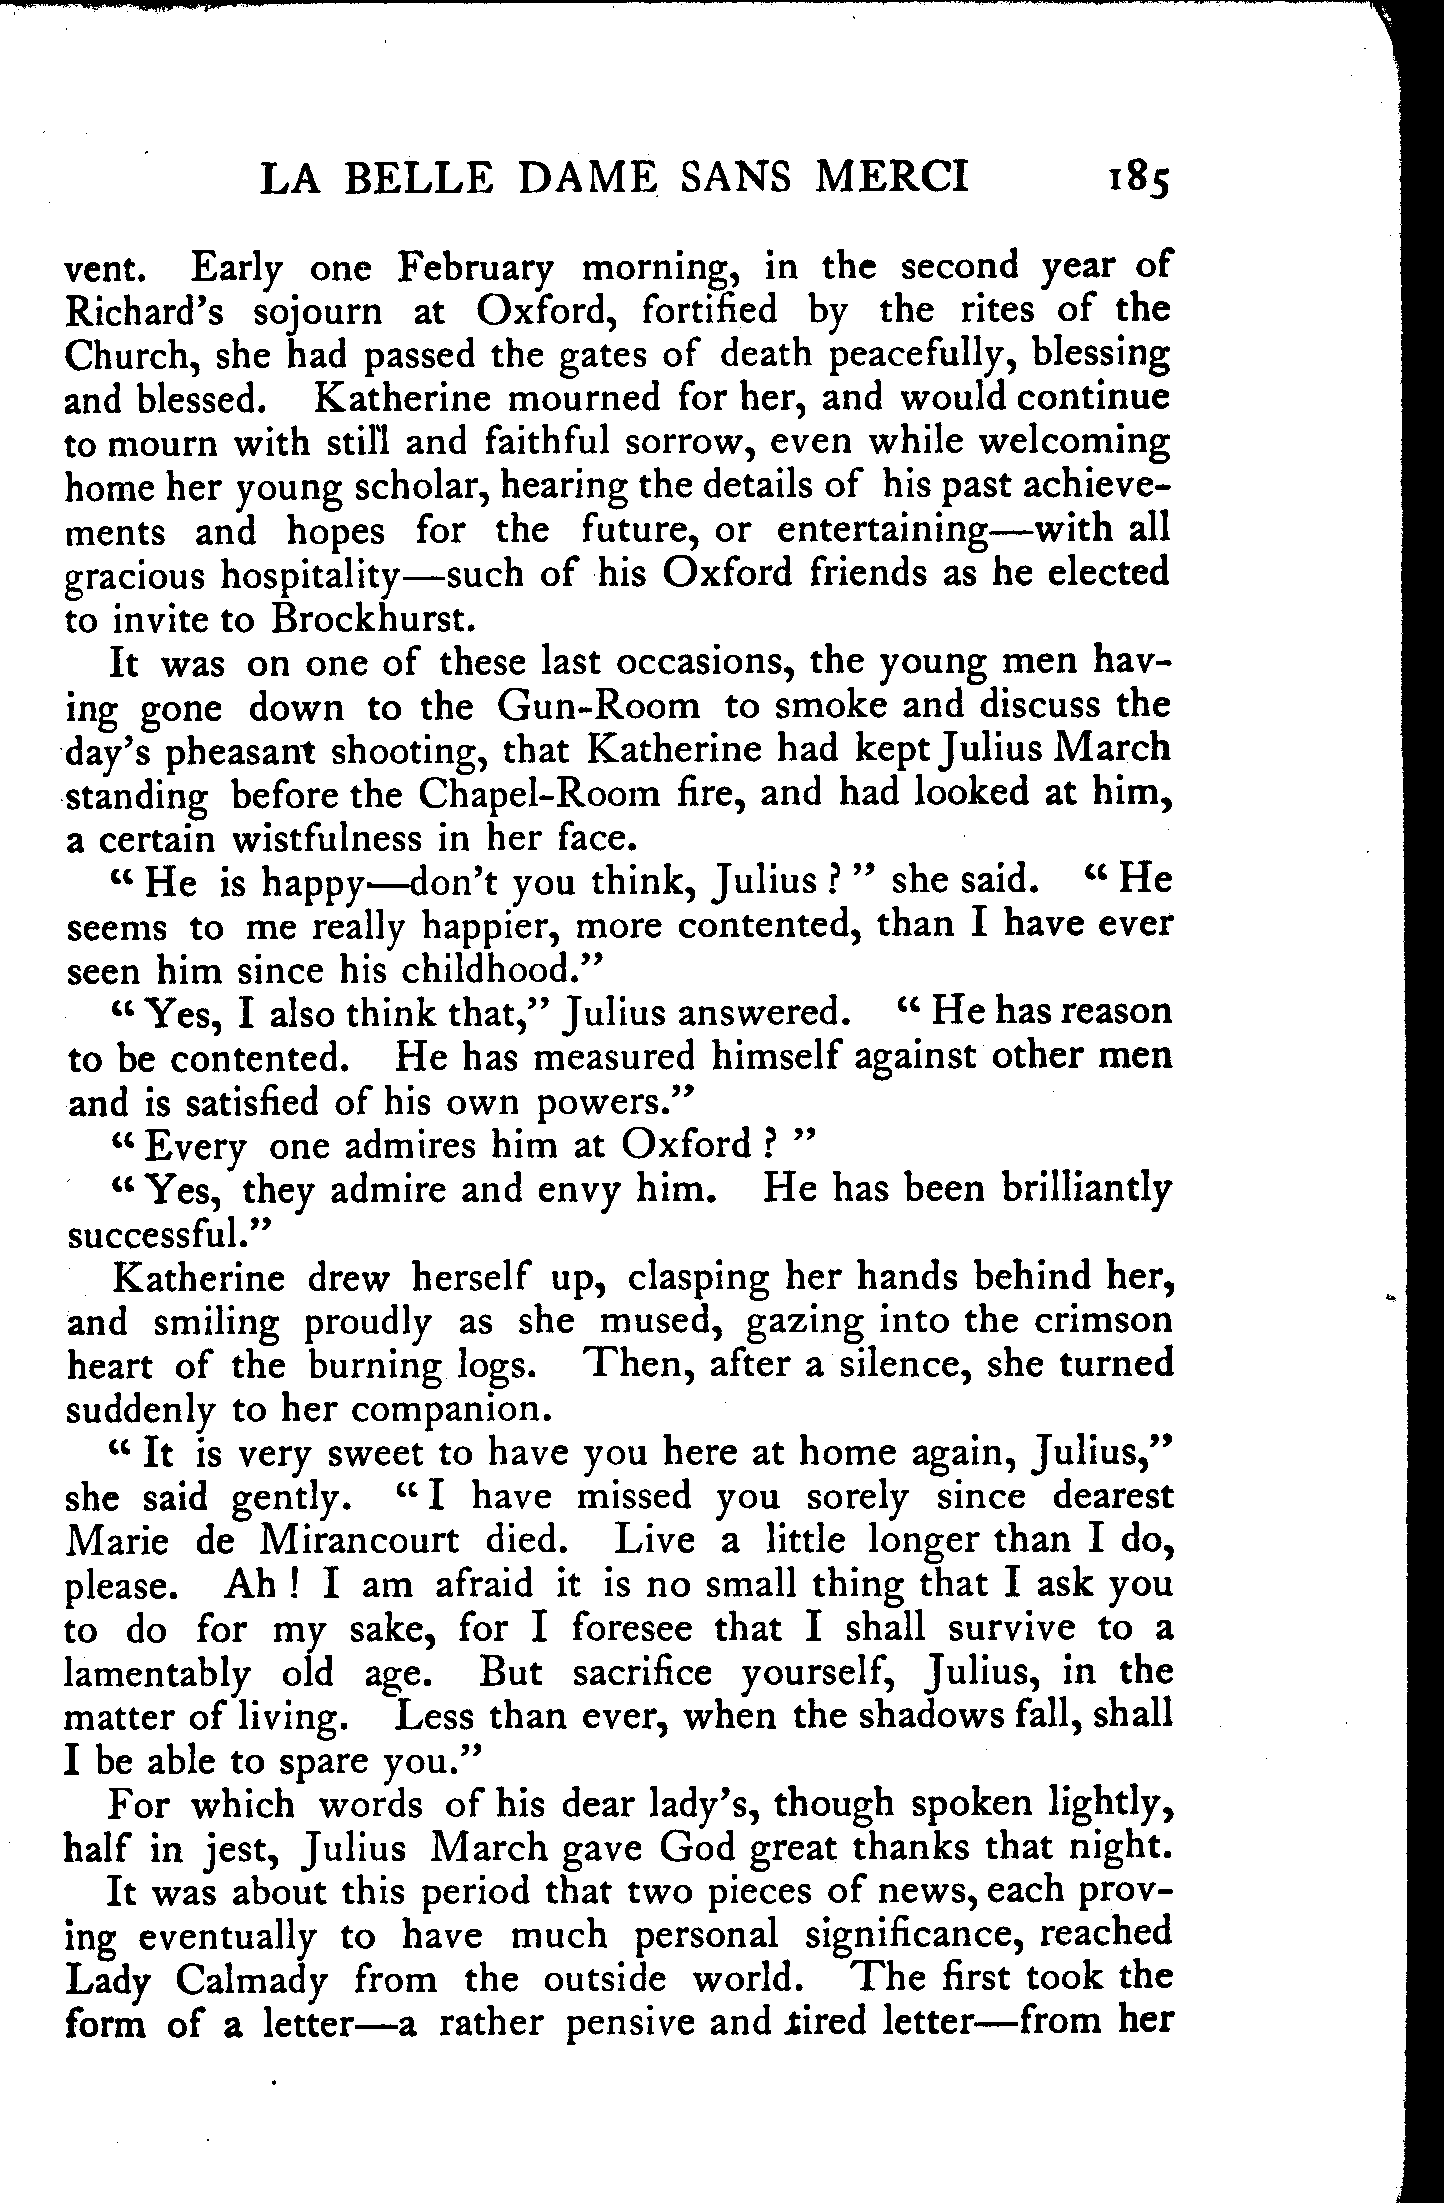 LA BELLE DAME SANS MERCI 185
vent. Early one February morning, in the second year of
Richard's sojourn at Oxford, fortified by the rites of the
Church, she had passed the gates of death peacefully, blessing
and blessed. Katherine mourned for her, and would continue
to mourn with still and faithful sorrow, even while welcoming
home her young scholar, hearing the details of his past achieve-
ments and hopes for the future, or entertaining—with all
gracious hospitality—such of his Oxford friends as he elected
to invite to Brockhurst.
It was on one of these last occasions, the young men hav-
ing gone down to the Gun-Room to smoke and discuss the
day's pheasant shooting, that Katherine had kept Julius March
standing before the Chapel-Room fire, and had looked at him,
a certain wistfulness in her face.
“ He is happy—don't you think, Julius ? ” she said. “ He
seems to me really happier, more contented, than I have ever
seen him since his childhood.”
“ Yes, I also think that,” Julius answered. “ He has reason
to be contented. He has measured himself against other men
and is satisfied of his own powers.”
“ Every one admires him at Oxford ? ”
“ Yes, they admire and envy him. He has been brilliantly
successful.”
Katherine drew herself up, clasping her hands behind her,
and smiling proudly as she mused, gazing into the crimson
heart of the burning logs. Then, after a silence, she turned
suddenly to her companion.
“ It is very sweet to have you here at home again, Julius,”
she said gently. “ I have missed you sorely since dearest
Marie de Mirancourt died. Live a little longer than I do,
please. Ah ! I am afraid it is no small thing that I ask you
to do for my sake, for I foresee that I shall survive to a
lamentably old age. But sacrifice yourself, Julius, in the
matter of living. Less than ever, when the shadows fall, shall
I be able to spare you.”
For which words of his dear lady's, though spoken lightly,
half in jest, Julius March gave God great thanks that night.
It was about this period that two pieces of news, each prov-
ing eventually to have much personal significance, reached
Lady Calmady from the outside world. The first took the
form of a letter—a rather pensive and tired letter—from her